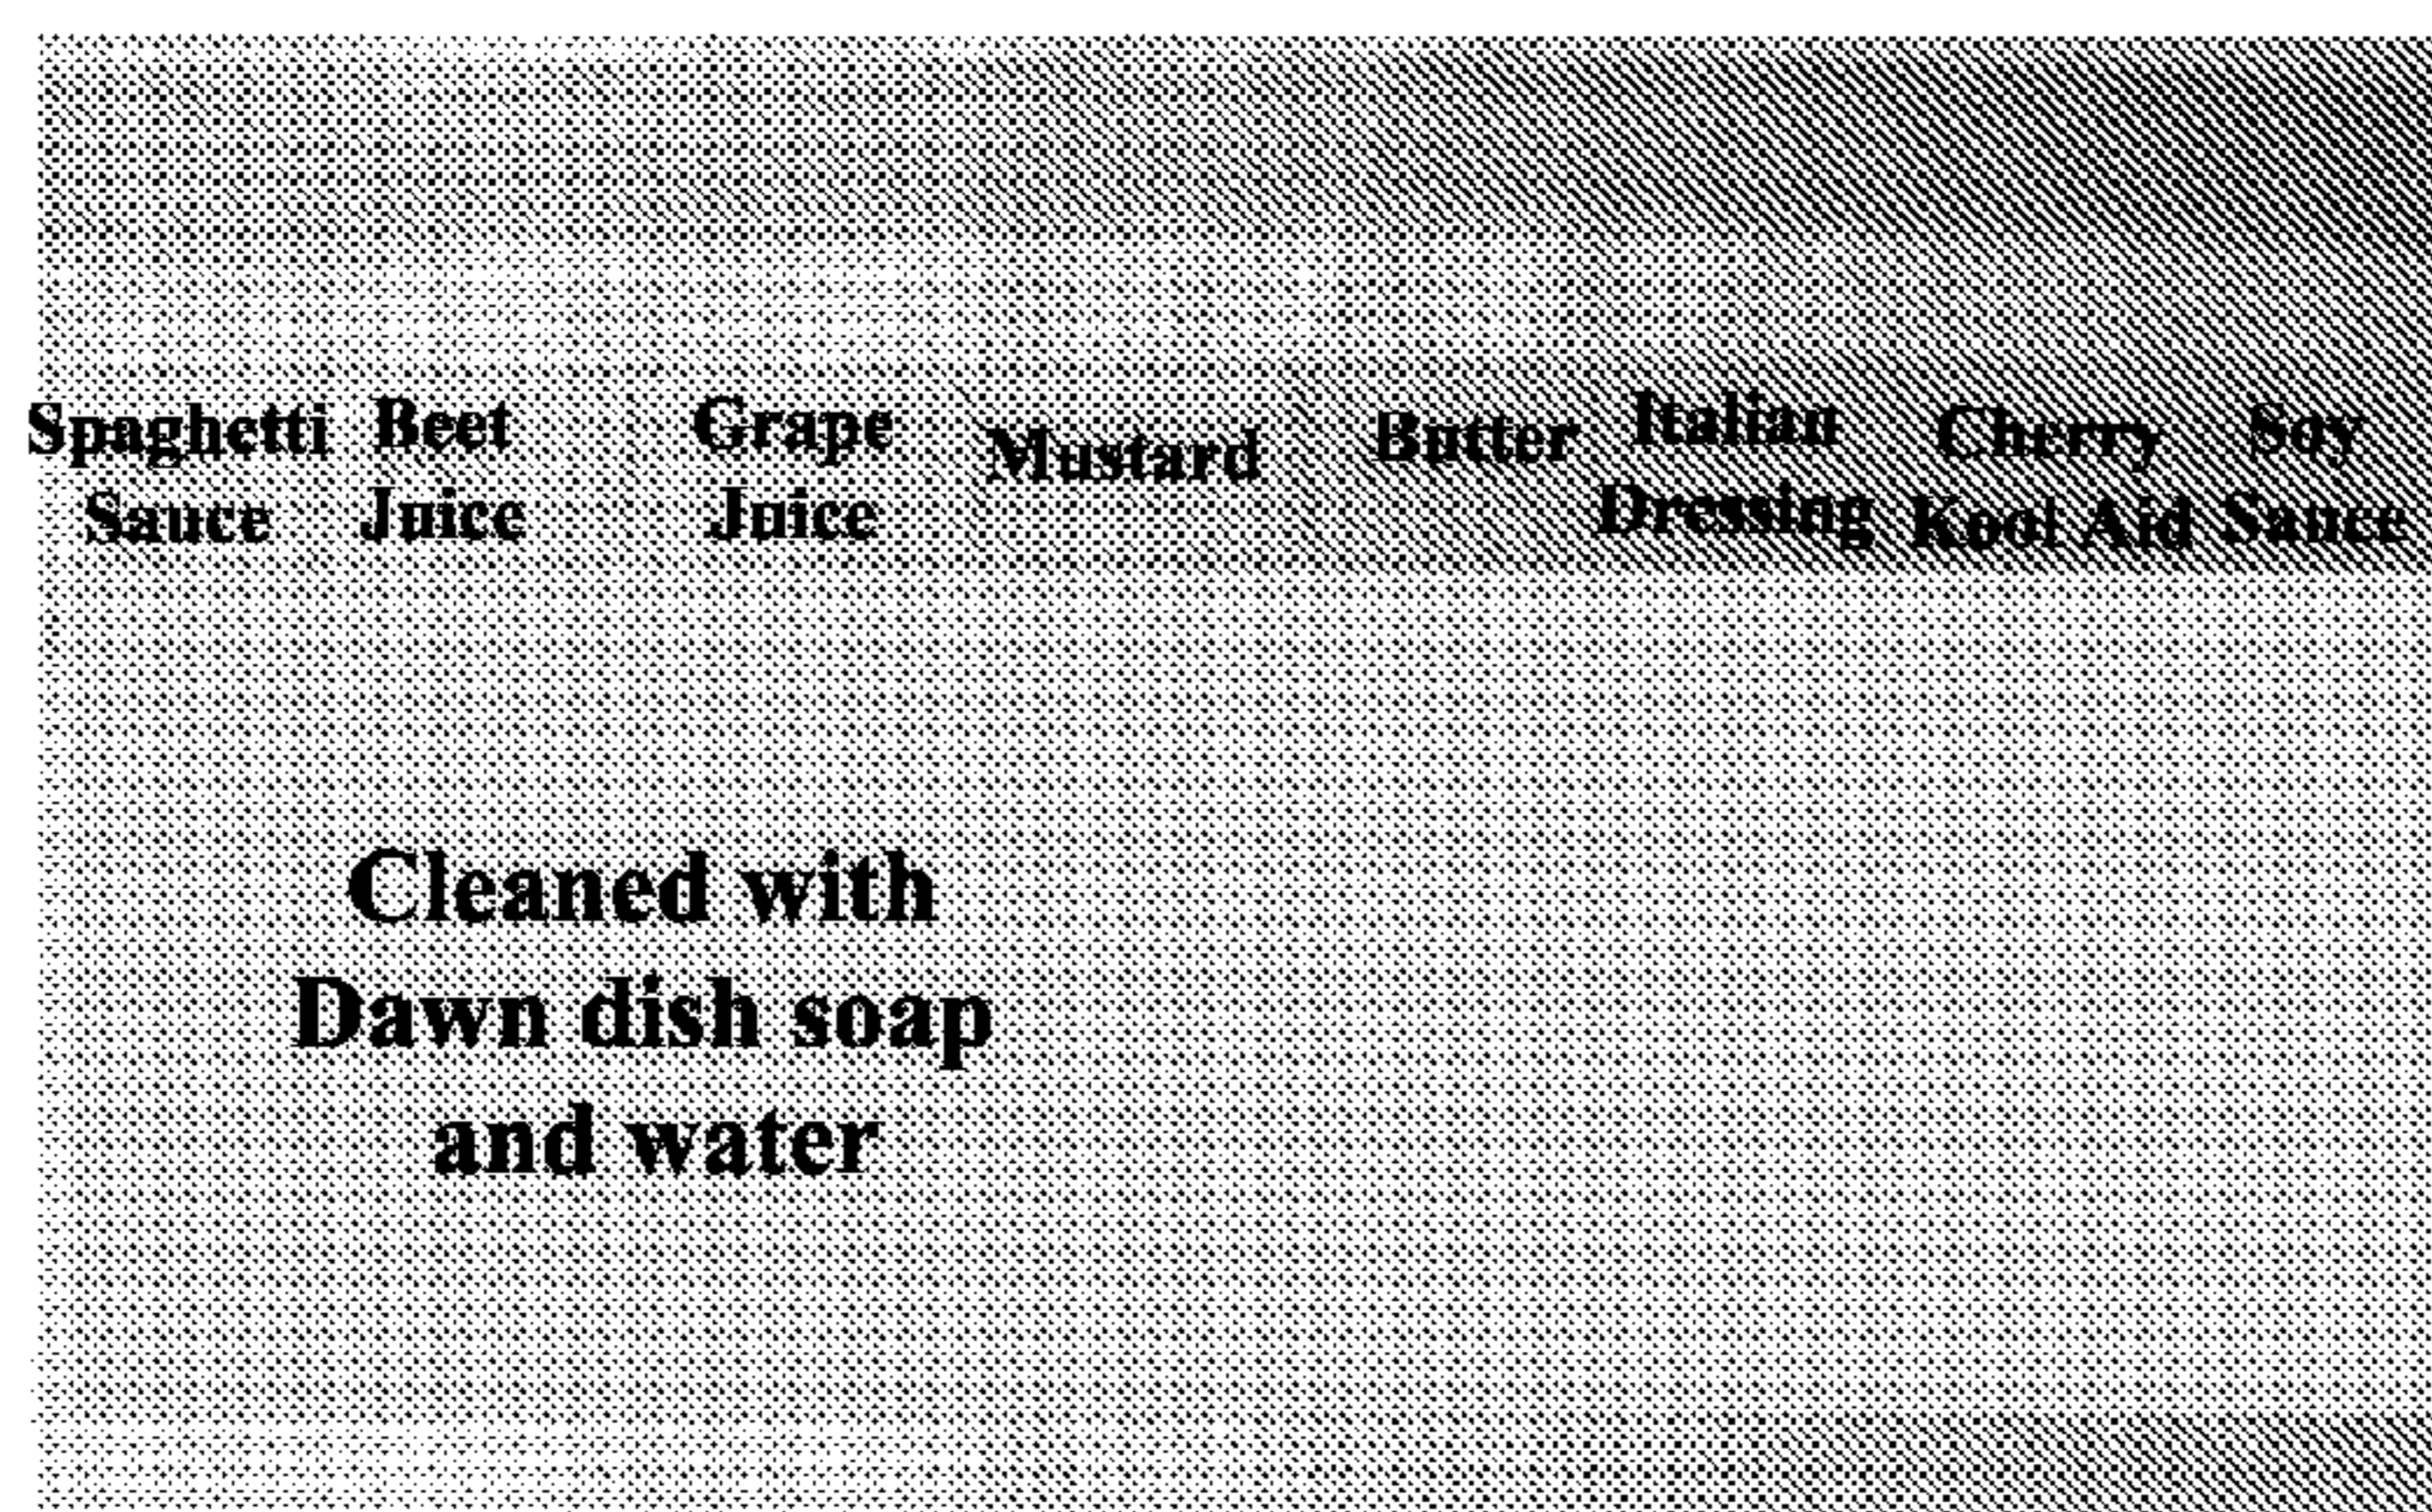 Spaghetti Sauce
Beet Juice
Grape Juice
Mustard
Butter
Italian Dressing
Cherry Kool Aid
Soy Sauce
Cleaned with
Dawn dish soap
and water